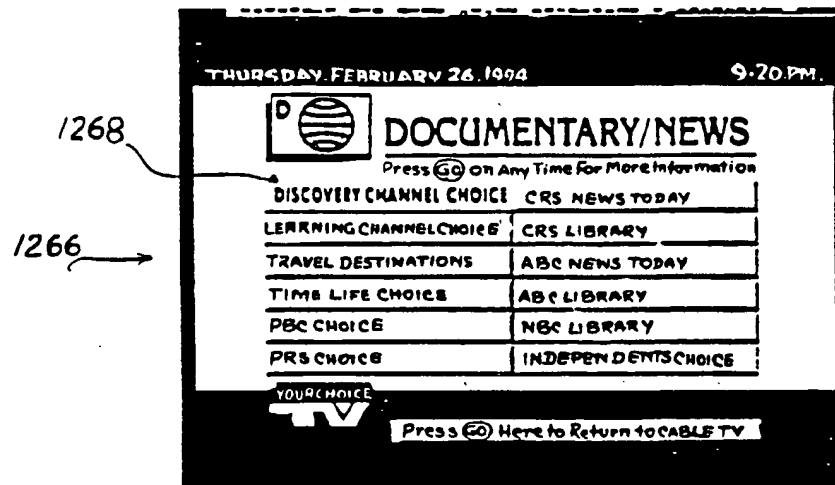 THURSDAY. FEBRUARY 26. 1994 9.20.PM.
D
DOCUMENTARY/NEWS
1268
Press GO on Any Time For More Information
DISCOVERY CHANNEL CHOICE CRS NEWS TODAY
LEARNING CHANNEL CHOICE CRS LIBRARY
1266
TRAVEL DESTINATIONS ABC NEWS TODAY
TIME LIFE CHOICE ABC LIBRARY
PBC CHOICE NBC LIBRARY
PRS CHOICE INDEPENDENTS CHOICE
YOUR CHOICE
TV
Press GO Here to Return to CABLE TV